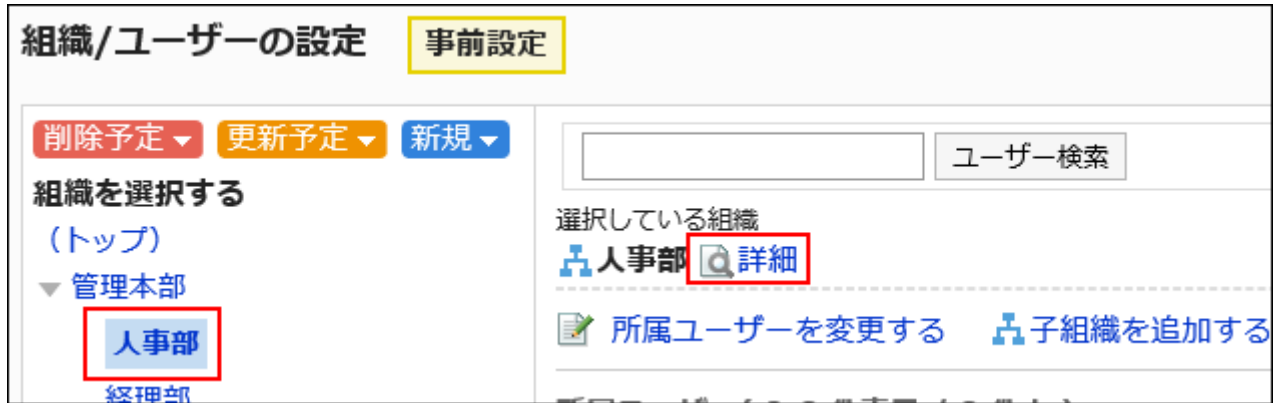 組織/ユーザーの設定 事前設定
削除予定 更新予定 新規
組織を選択する
(トップ)
管理本部
人事部
経理部
ユーザー検索
選択している組織
人事部 詳細
所属ユーザーを変更する 子組織を追加する